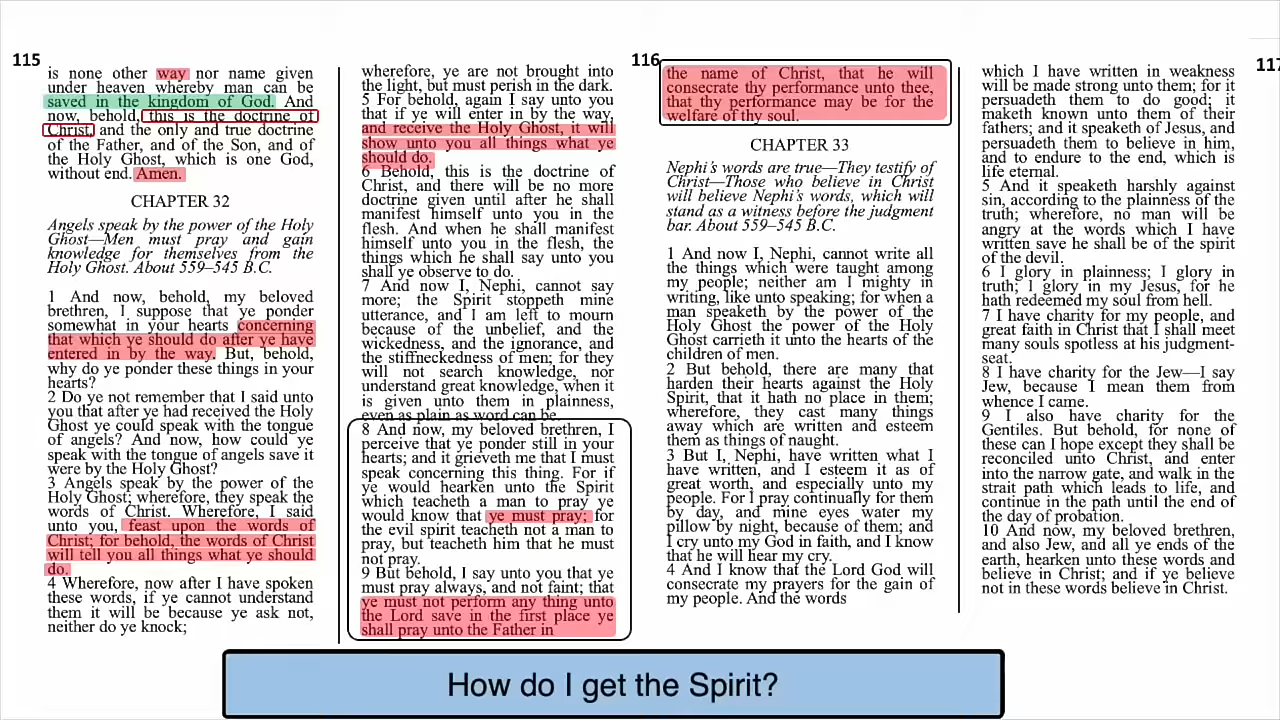 115
is none other way nor name given
under heaven whereby man can be
saved in the kingdom of God. And
now, behold, this is the doctrine of
Christ, and the only and true doctrine
of the Father, and of the Son, and of
the Holy Ghost, which is one God,
without end. Amen.
CHAPTER 32
Angels speak by the power of the Holy
Ghost—Men must pray and gain
knowledge for themselves from the
Holy Ghost. About 559–545 B.C.
1 And now, behold, my beloved
brethren, I suppose that ye ponder
somewhat in your hearts concerning
that which ye should do after ye have
entered in by the way. But, behold,
why do ye ponder these things in your
hearts?
2 Do ye not remember that I said unto
you that after ye had received the Holy
Ghost ye could speak with the tongue
of angels? And now, how could ye
speak with the tongue of angels save it
were by the Holy Ghost?
3 Angels speak by the power of the
Holy Ghost; wherefore, they speak the
words of Christ. Wherefore, I said
unto you, feast upon the words of
Christ; for behold, the words of Christ
will tell you all things what ye should
do.
4 Wherefore, now after I have spoken
these words, if ye cannot understand
them it will be because ye ask not,
neither do ye knock;
wherefore, ye are not brought into
the light, but must perish in the dark.
5 For behold, again I say unto you
that if ye will enter in by the way,
and receive the Holy Ghost, it will
show unto you all things what ye
should do.
6 Behold, this is the doctrine of
Christ, and there will be no more
doctrine given until after he shall
manifest himself unto you in the
flesh. And when he shall manifest
himself unto you in the flesh, the
things which he shall say unto you
shall ye observe to do.
7 And now I, Nephi, cannot say
more; the Spirit stoppeth mine
utterance, and I am left to mourn
because of the unbelief, and the
wickedness, and the ignorance, and
the stiffneckedness of men; for they
will not search knowledge, nor
understand great knowledge, when it
is given unto them in plainness,
even as plain as word can be.
8 And now, my beloved brethren, I
perceive that ye ponder still in your
hearts; and it grieveth me that I must
speak concerning this thing. For if
ye would hearken unto the Spirit
which teacheth a man to pray ye
would know that ye must pray; for
the evil spirit teacheth not a man to
pray, but teacheth him that he must
not pray.
9 But behold, I say unto you that ye
must pray always, and not faint; that
ye must not perform any thing unto
the Lord save in the first place ye
shall pray unto the Father in
116
the name of Christ, that he will
consecrate thy performance unto thee,
that thy performance may be for the
welfare of thy soul.
CHAPTER 33
Nephi’s words are true—They testify of
Christ—Those who believe in Christ
will believe Nephi’s words, which will
stand as a witness before the judgment
bar. About 559–545 B.C.
1 And now I, Nephi, cannot write all
the things which were taught among
my people; neither am I mighty in
writing, like unto speaking; for when a
man speaketh by the power of the
Holy Ghost the power of the Holy
Ghost carrieth it unto the hearts of the
children of men.
2 But behold, there are many that
harden their hearts against the Holy
Spirit, that it hath no place in them;
wherefore, they cast many things
away which are written and esteem
them as things of naught.
3 But I, Nephi, have written what I
have written, and I esteem it as of
great worth, and especially unto my
people. For I pray continually for them
by day, and mine eyes water my
pillow by night, because of them; and
I cry unto my God in faith, and I know
that he will hear my cry.
4 And I know that the Lord God will
consecrate my prayers for the gain of
my people. And the words
which I have written in weakness
will be made strong unto them; for it
persuadeth them to do good; it
maketh known unto them of their
fathers; and it speaketh of Jesus, and
persuadeth them to believe in him,
and to endure to the end, which is
life eternal.
5 And it speaketh harshly against
sin, according to the plainness of the
truth; wherefore, no man will be
angry at the words which I have
written save he shall be of the spirit
of the devil.
6 I glory in plainness; I glory in
truth; I glory in my Jesus, for he
hath redeemed my soul from hell.
7 I have charity for my people, and
great faith in Christ that I shall meet
many souls spotless at his judgment-
seat.
8 I have charity for the Jew—I say
Jew, because I mean them from
whence I came.
9 I also have charity for the
Gentiles. But behold, for none of
these can I hope except they shall be
reconciled unto Christ, and enter
into the narrow gate, and walk in the
strait path which leads to life, and
continue in the path until the end of
the day of probation.
10 And now, my beloved brethren,
and also Jew, and all ye ends of the
earth, hearken unto these words and
believe in Christ; and if ye believe
not in these words believe in Christ.
117
How do I get the Spirit?